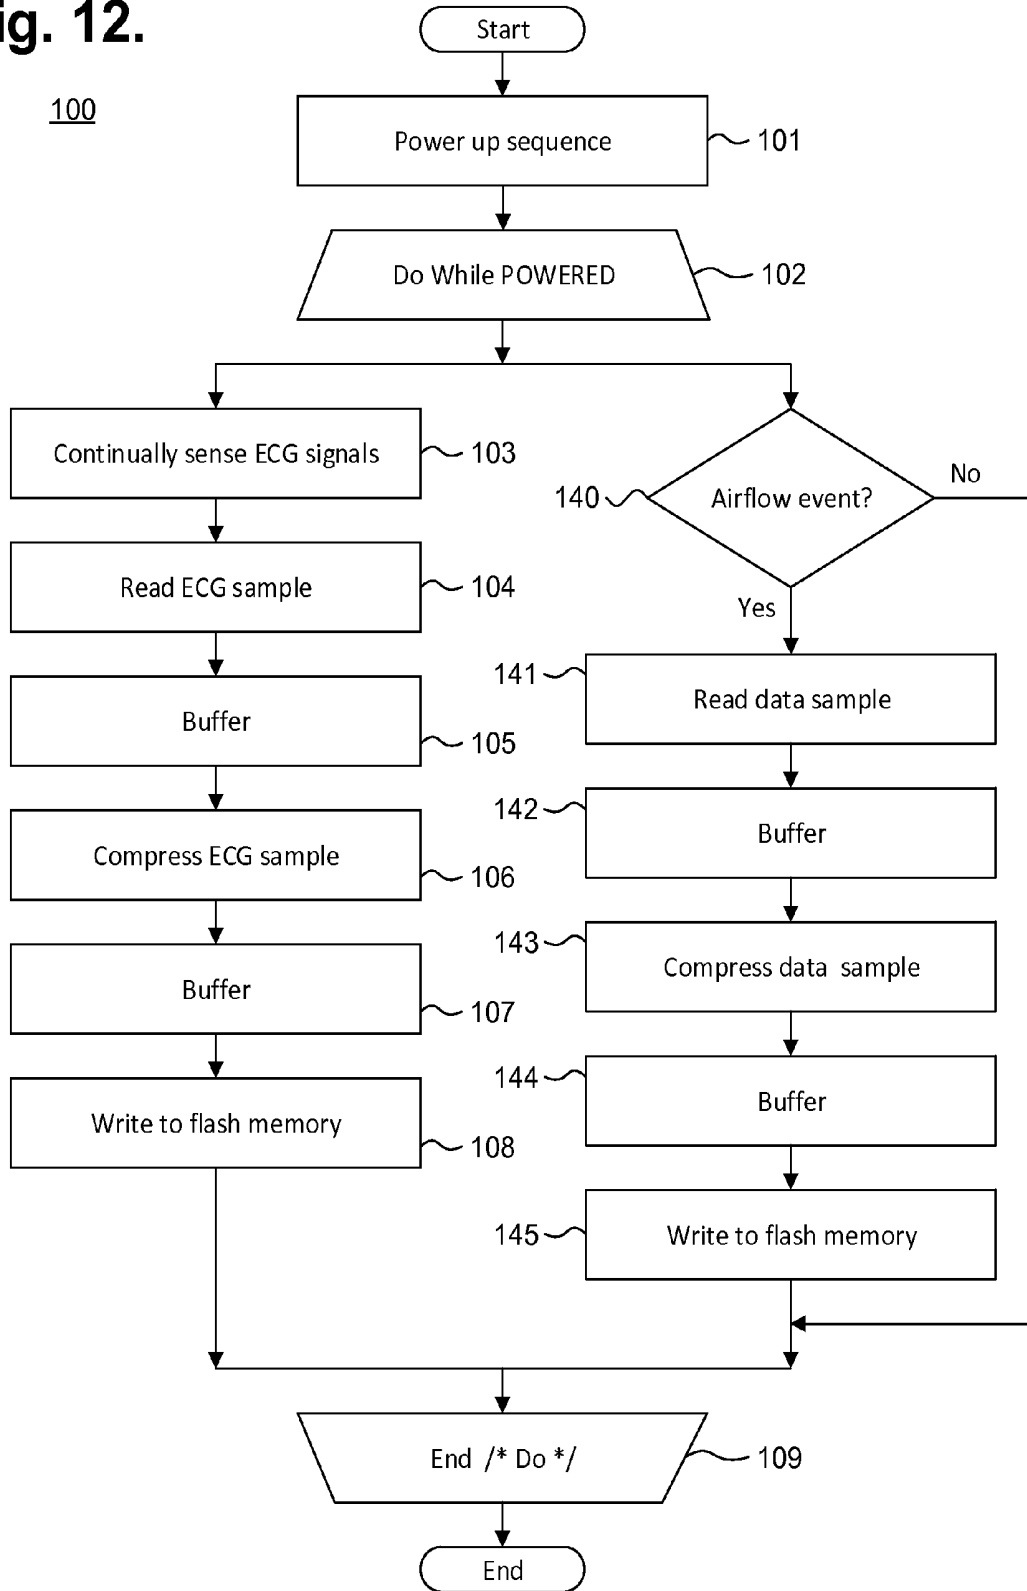 ig. 12.
Start
100
Power up sequence
101
Do While POWERED
102
Continually sense ECG signals
103
140
Airflow event?
No
Read ECG sample
104
Yes
141
Read data sample
Buffer
105
142
Buffer
Compress ECG sample
106
143
Compress data sample
Buffer
107
144
Buffer
Write to flash memory
108
145
Write to flash memory
End /* Do */
109
End